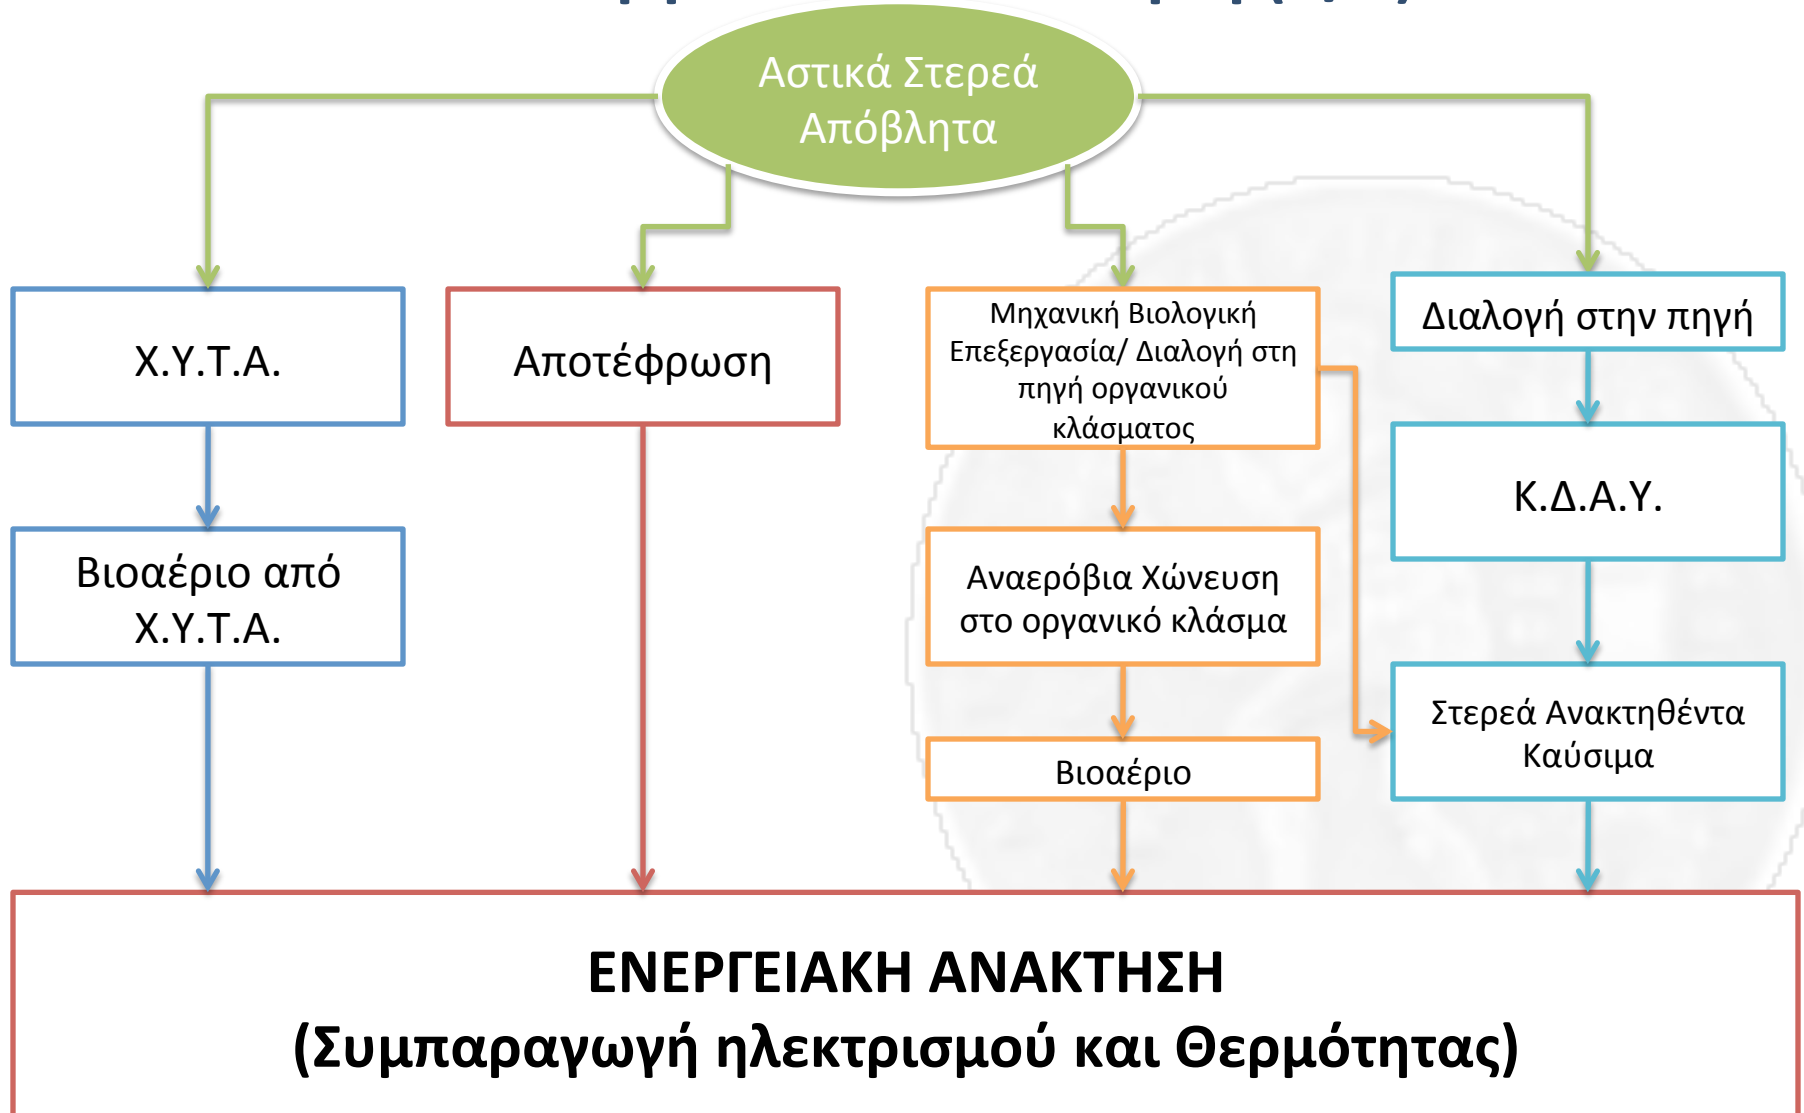 Αστικά Στερεά
Απόβλητα
Χ.Υ.Τ.Α.
Αποτέφρωση
Μηχανική Βιολογική
Επεξεργασία/ Διαλογή στη
πηγή οργανικού
κλάσματος
Διαλογή στην πηγή
Κ.Δ.Α.Υ.
Βιοαέριο από
Χ.Υ.Τ.Α.
Αναερόβια Χώνευση
στο οργανικό κλάσμα
Στερεά Ανακτηθέντα
Καύσιμα
Βιοαέριο
ΕΝΕΡΓΕΙΑΚΗ ΑΝΑΚΤΗΣΗ
(Συμπαραγωγή ηλεκτρισμού και Θερμότητας)